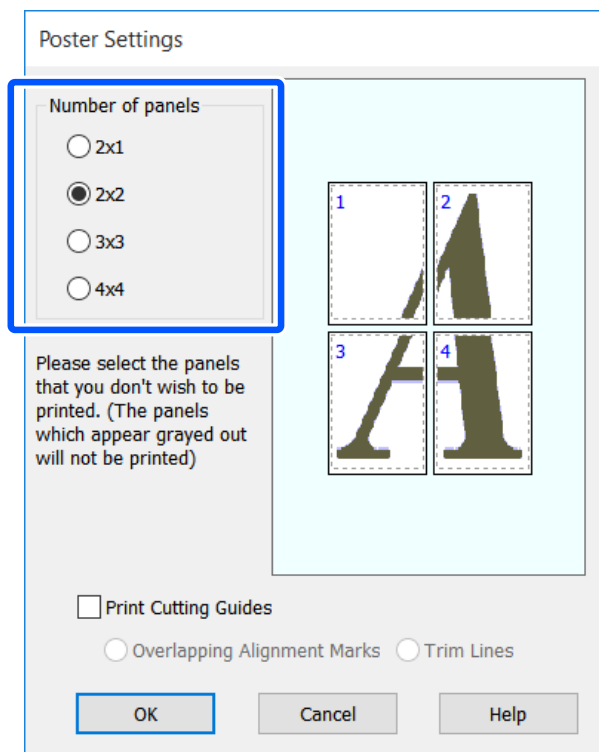 Poster Settings
Number of panels
2x1
2x2
3x3
4x4
1
2
3
4
Please select the panels
that you don't wish to be
printed. (The panels
which appear grayed out
will not be printed)
Print Cutting Guides
Overlapping Alignment Marks Trim Lines
OK Cancel Help